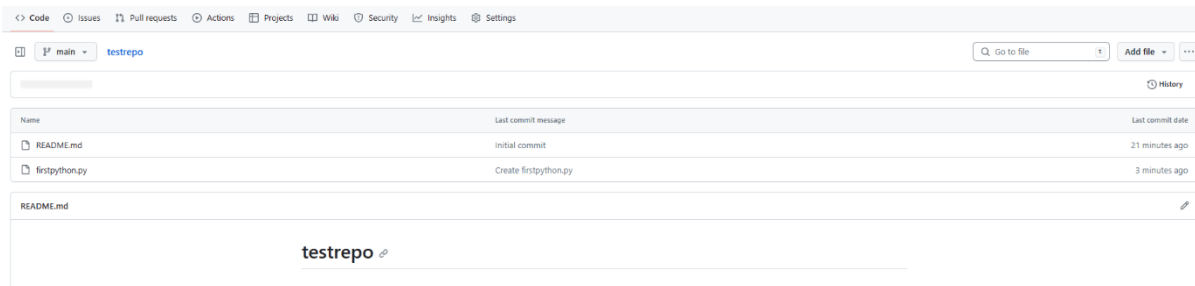 Code Issues Pull requests Actions Projects Wiki Security Insights Settings
main testrepo Go to file t Add file
History
Name Last commit message Last commit date
README.md Initial commit 21 minutes ago
firstpython.py Create firstpython.py 3 minutes ago
README.md
testrepo